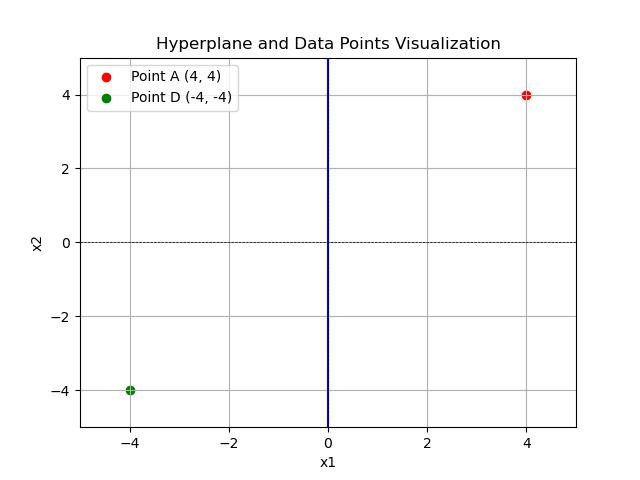 Hyperplane and Data Points Visualization
Point A (4, 4)
Point D (-4, -4)
4
2
0
−2
−4
x2
−4
−2
0
2
4
x1